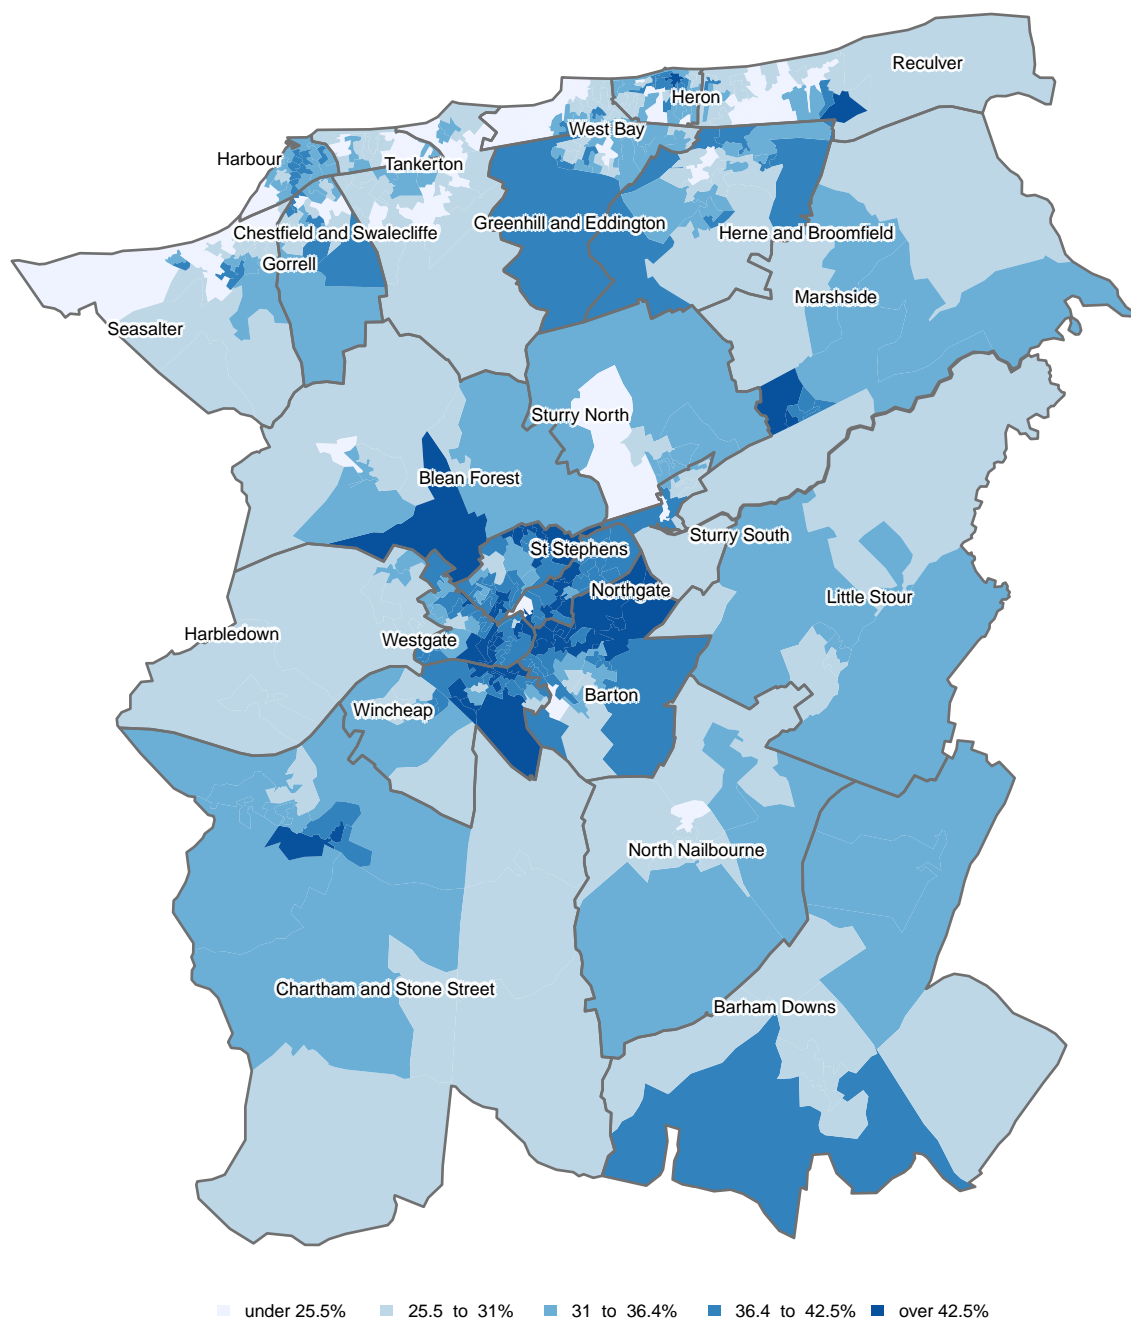 Reculver
Heron
West Bay
Harbour
Tankerton
Greenhill and Eddington
Chestfield and Swalecliffe
Herne and Broomfield
Gorrell
Marshside
Seasalter
Sturry North
Blean Forest
Sturry South
St Stephens
Northgate
Little Stour
Harbledown
Westgate
Barton
Wincheap
North Nailbourne
Chartham and Stone Street
Barham Downs
under 25.5% 25.5 to 31% 31 to 36.4% 36.4 to 42.5% over 42.5%